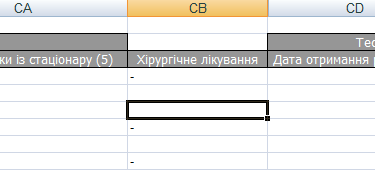 CA CB CD
Тес
ки із стаціонару (5) Хірургічне лікування Дата отримання
-
-
-